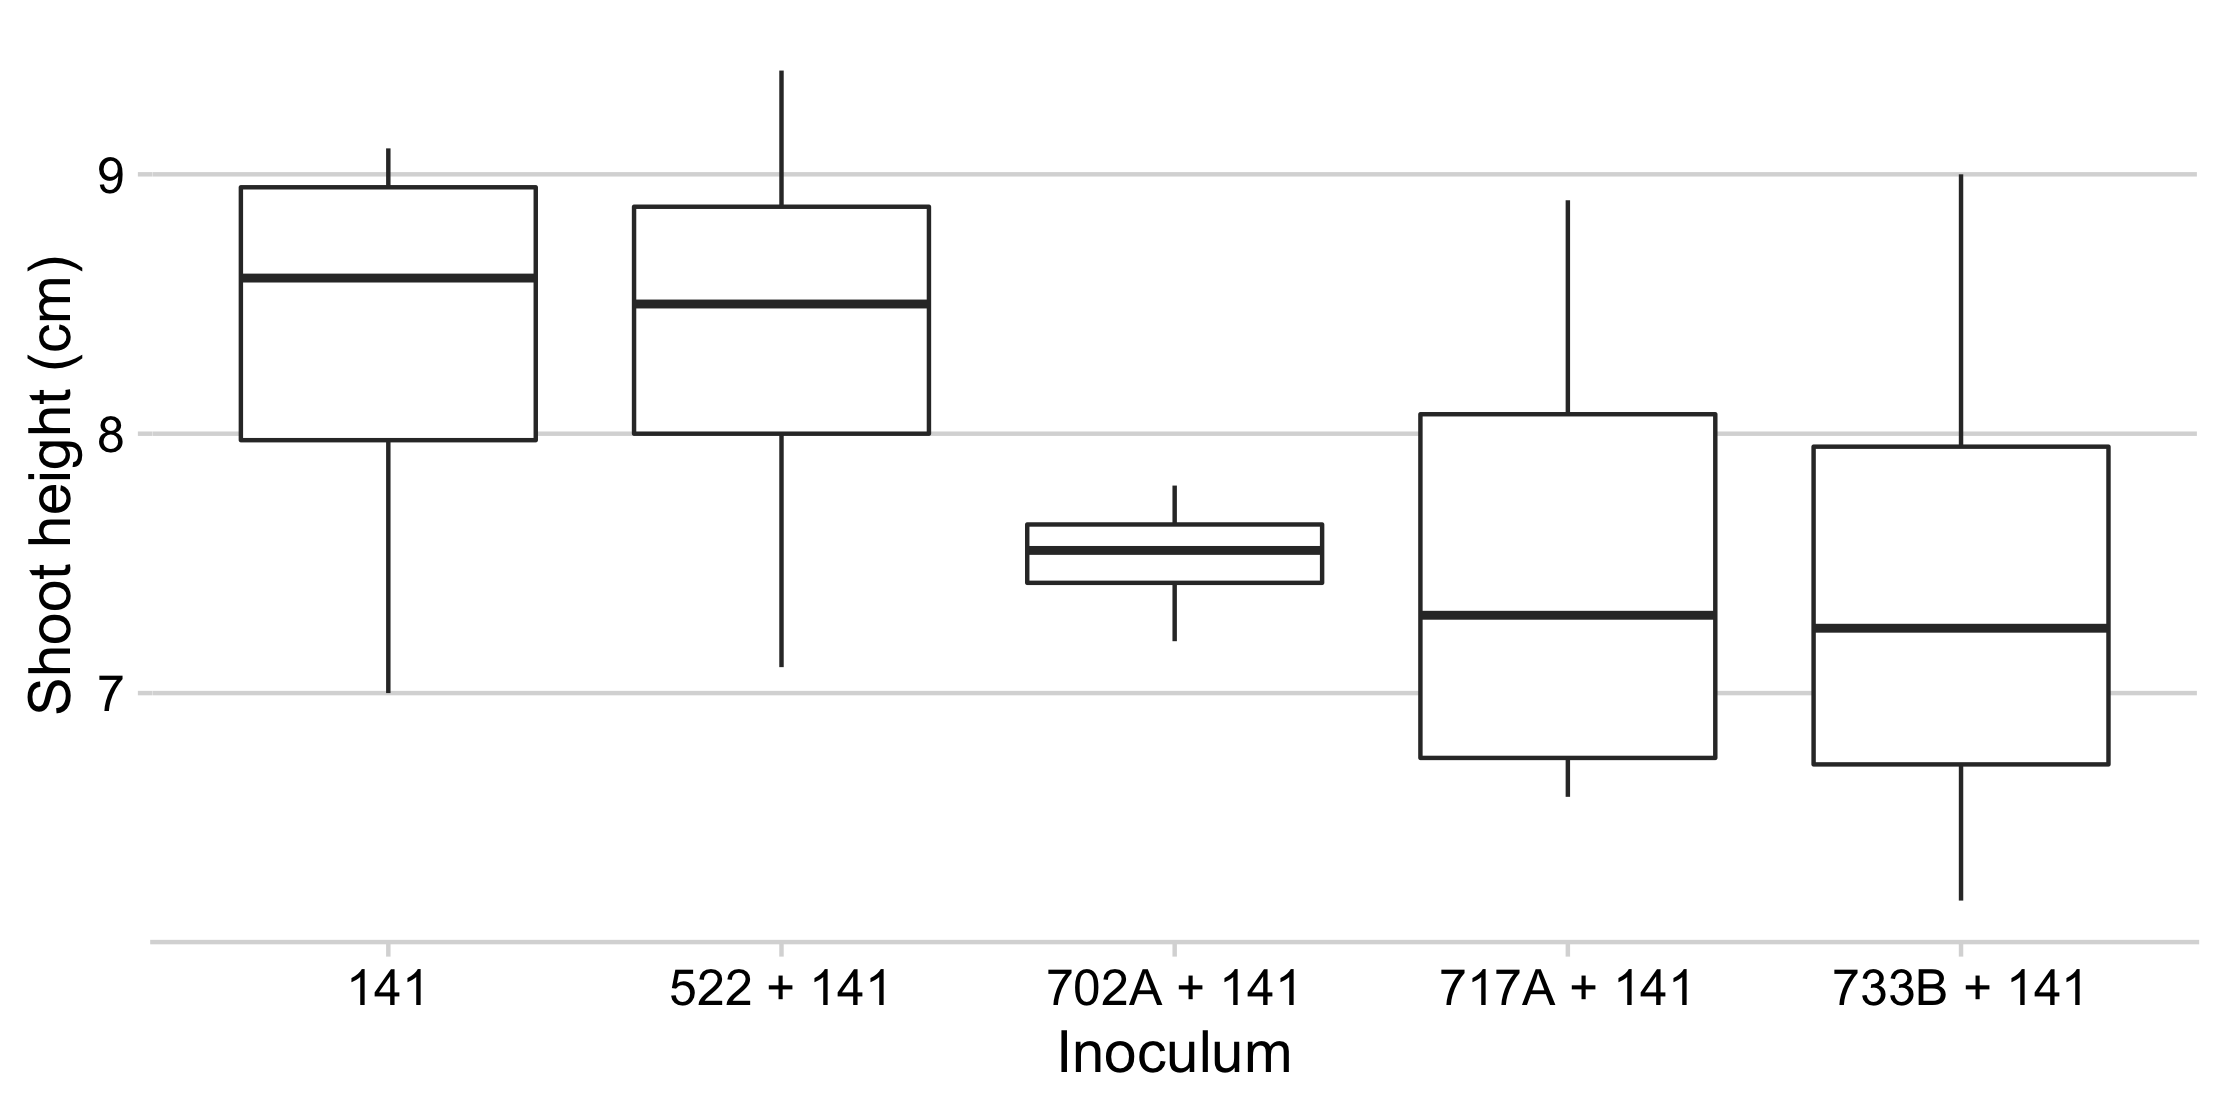 Shoot height (cm)
9
8
7
141
522 + 141
702A + 141
717A + 141
733B + 141
Inoculum